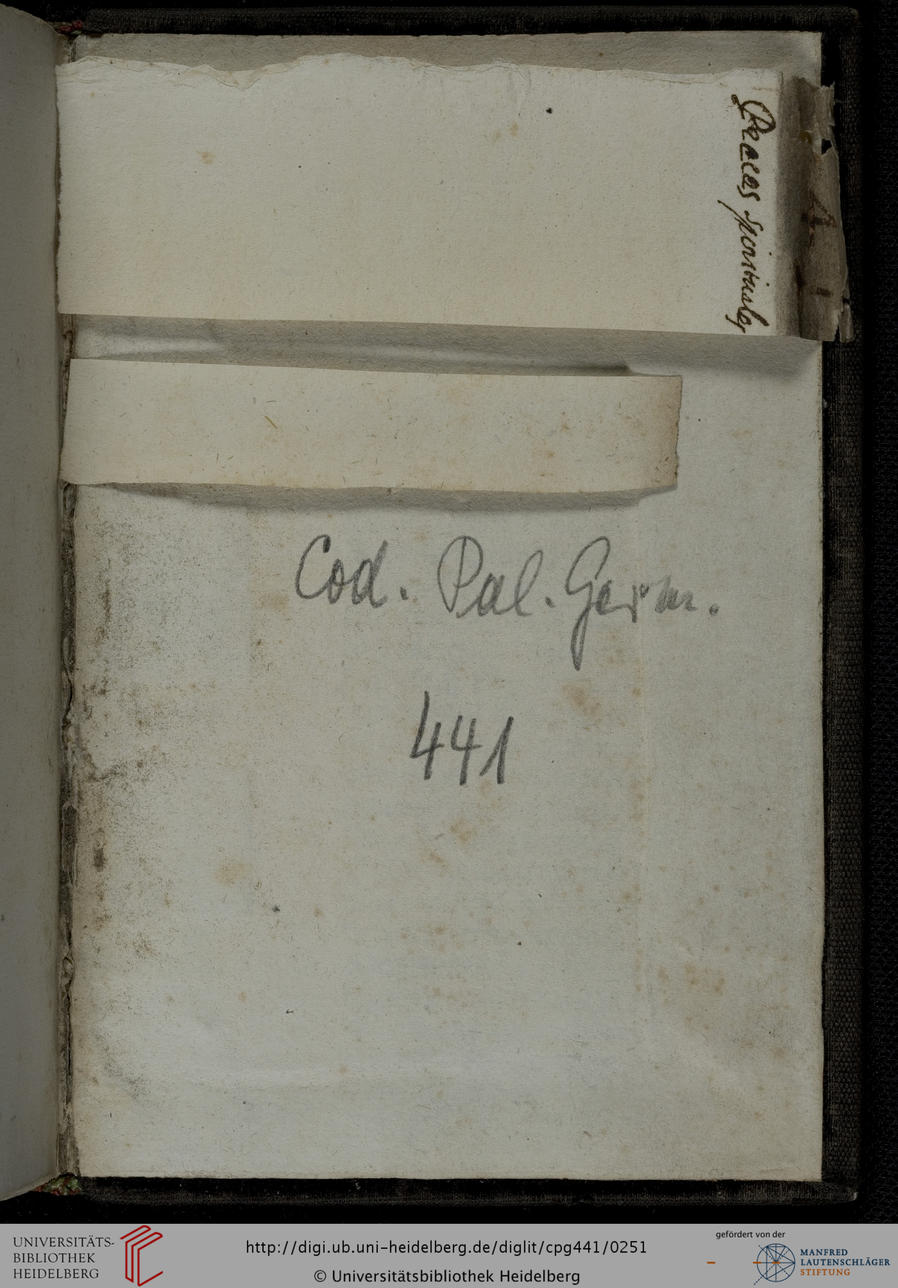 Preces spirituales
Cod. Pal. Germ.
441
UNIVERSITÄTS-
BIBLIOTHEK
HEIDELBERG
http://digi.ub.uni-heidelberg.de/diglit/cpg441/0251
© Universitätsbibliothek Heidelberg
gefördert von der
MANFRED
LAUTENSCHLÄGER
STIFTUNG